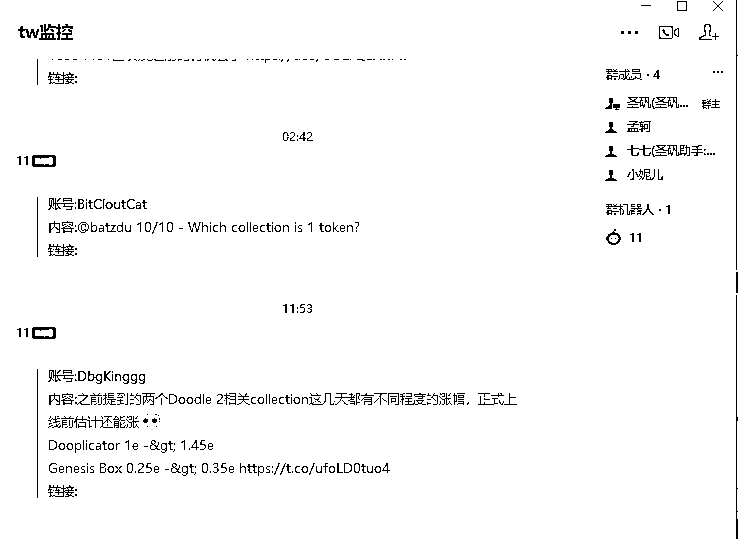 tw监控
链接:
02:42
11
账号:BitCloutCat
内容:@batzdu 10/10 - Which collection is 1 token?
链接:
11:53
11
账号:DbgKinggg
内容:之前提到的两个Doodle 2相关collection这几天都有不同程度的涨幅，正式上
线前估计还能涨👀
Dooplicator 1e -&gt; 1.45e
Genesis Box 0.25e -&gt; 0.35e https://t.co/ufoLD0tuo4
链接:
群成员 · 4
圣矾(圣矾... 群主
孟轲
七七(圣矾助手:...
小妮儿
群机器人 · 1
11